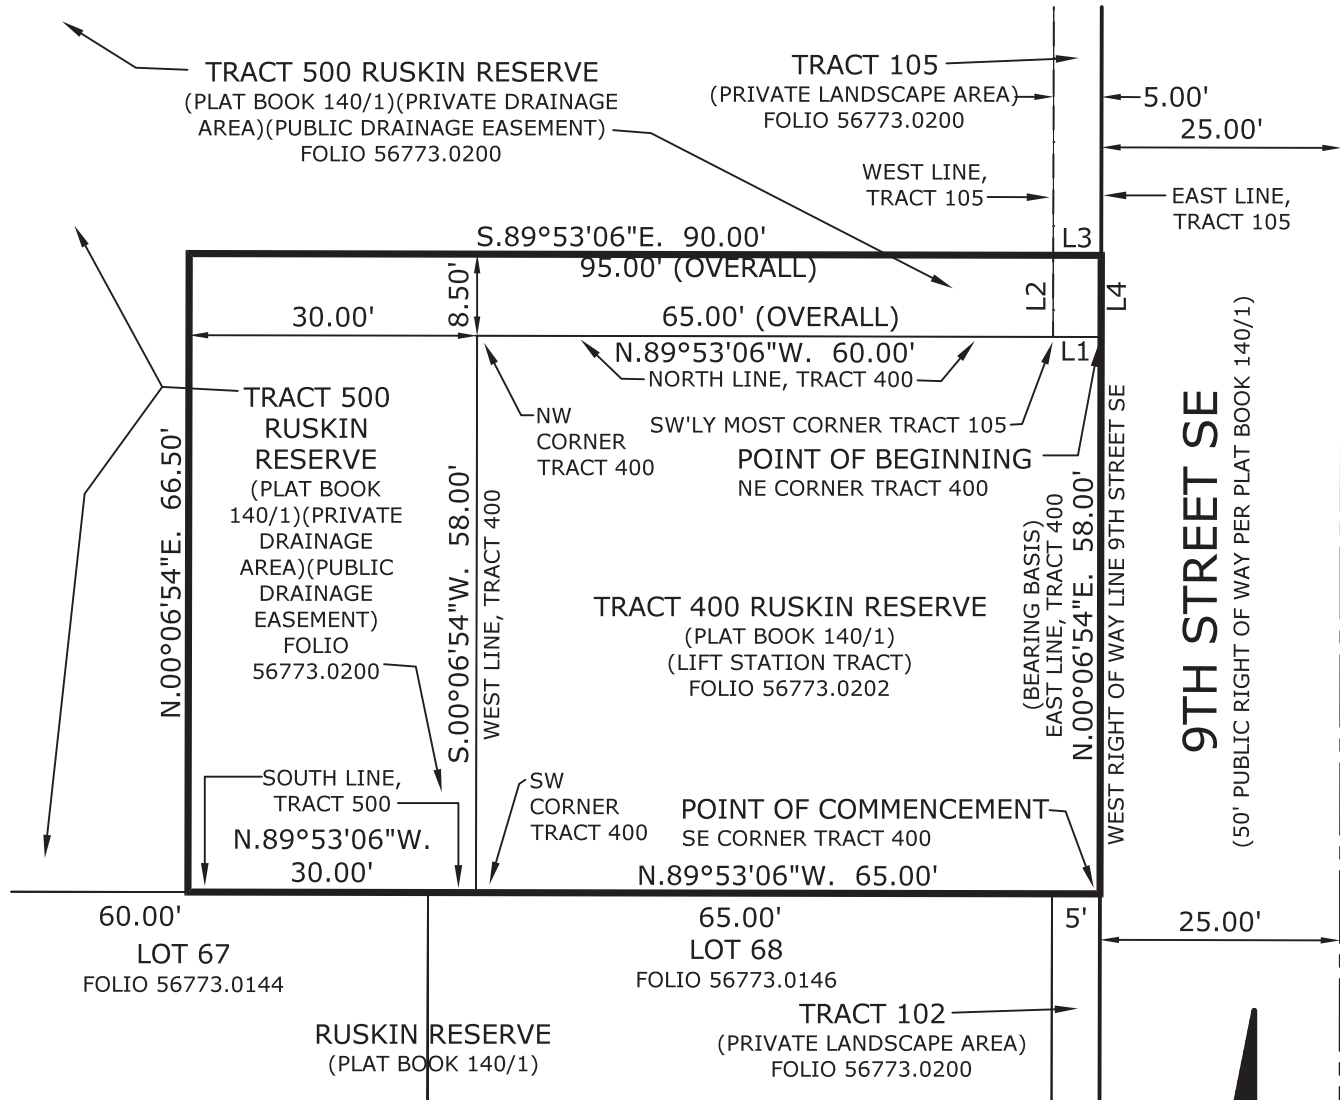 TRACT 500 RUSKIN RESERVE
(PLAT BOOK 140/1)(PRIVATE DRAINAGE
AREA)(PUBLIC DRAINAGE EASEMENT)
FOLIO 56773.0200
TRACT 105
(PRIVATE LANDSCAPE AREA)
FOLIO 56773.0200
5.00'
25.00'
WEST LINE,
TRACT 105
EAST LINE,
TRACT 105
S.89°53'06"E. 90.00'
L3
95.00' (OVERALL)
8.50'
L2
L4
30.00'
65.00' (OVERALL)
N.89°53'06"W. 60.00'
L1
NORTH LINE, TRACT 400
TRACT 500
RUSKIN
RESERVE
(PLAT BOOK
140/1)(PRIVATE
DRAINAGE
AREA)(PUBLIC
DRAINAGE
EASEMENT)
FOLIO
56773.0200
NW
CORNER
TRACT 400
SW'LY MOST CORNER TRACT 105
POINT OF BEGINNING
NE CORNER TRACT 400
N.00°06'54"E. 66.50'
S.00°06'54"W. 58.00'
WEST LINE, TRACT 400
TRACT 400 RUSKIN RESERVE
(PLAT BOOK 140/1)
(LIFT STATION TRACT)
FOLIO 56773.0202
(BEARING BASIS)
EAST LINE, TRACT 400
N.00°06'54"E. 58.00'
WEST RIGHT OF WAY LINE 9TH STREET SE
9TH STREET SE
(50' PUBLIC RIGHT OF WAY PER PLAT BOOK 140/1)
SOUTH LINE,
TRACT 500
N.89°53'06"W.
30.00'
SW
CORNER
TRACT 400
POINT OF COMMENCEMENT
SE CORNER TRACT 400
N.89°53'06"W. 65.00'
60.00'
LOT 67
FOLIO 56773.0144
65.00'
LOT 68
FOLIO 56773.0146
5'
25.00'
RUSKIN RESERVE
(PLAT BOOK 140/1)
TRACT 102
(PRIVATE LANDSCAPE AREA)
FOLIO 56773.0200